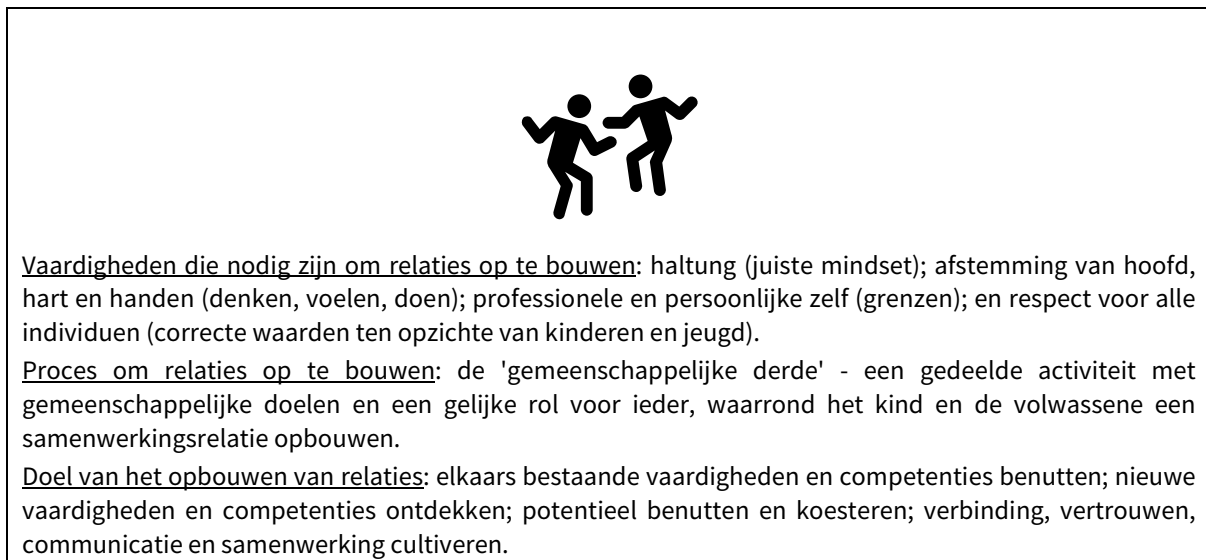 Vaardigheden die nodig zijn om relaties op te bouwen: haltung (juiste mindset); afstemming van hoofd,
hart en handen (denken, voelen, doen); professionele en persoonlijke zelf (grenzen); en respect voor alle
individuen (correcte waarden ten opzichte van kinderen en jeugd).
Proces om relaties op te bouwen: de 'gemeenschappelijke derde' - een gedeelde activiteit met
gemeenschappelijke doelen en een gelijke rol voor ieder, waarrond het kind en de volwassene een
samenwerkingsrelatie opbouwen.
Doel van het opbouwen van relaties: elkaars bestaande vaardigheden en competenties benutten; nieuwe
vaardigheden en competenties ontdekken; potentieel benutten en koesteren; verbinding, vertrouwen,
communicatie en samenwerking cultiveren.